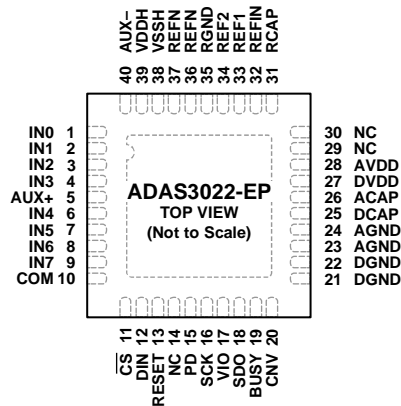 40 AUX–
39 VDDH
38 VSSH
37 REFN
36 REFN
35 RGND
34 REF2
33 REF1
32 REFIN
31 RCAP
IN0 1
IN1 2
IN2 3
IN3 4
AUX+ 5
IN4 6
IN5 7
IN6 8
IN7 9
COM 10
ADAS3022-EP
TOP VIEW
(Not to Scale)
30 NC
29 NC
28 AVDD
27 DVDD
26 ACAP
25 DCAP
24 AGND
23 AGND
22 DGND
21 DGND
CS 11
DIN 12
RESET 13
NC 14
PD 15
SCK 16
VIO 17
SDO 18
BUSY 19
CNV 20